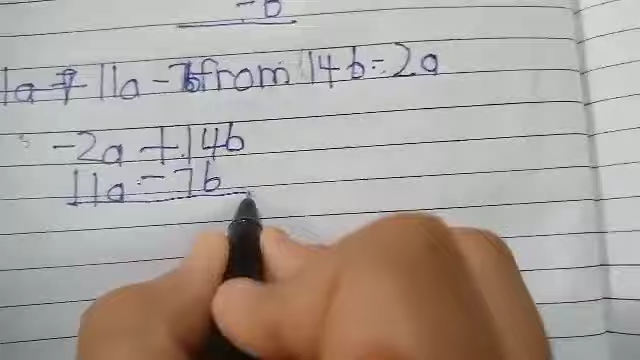 -b
11a - 7b from 14b - 2a
-2a + 14b
11a - 7b